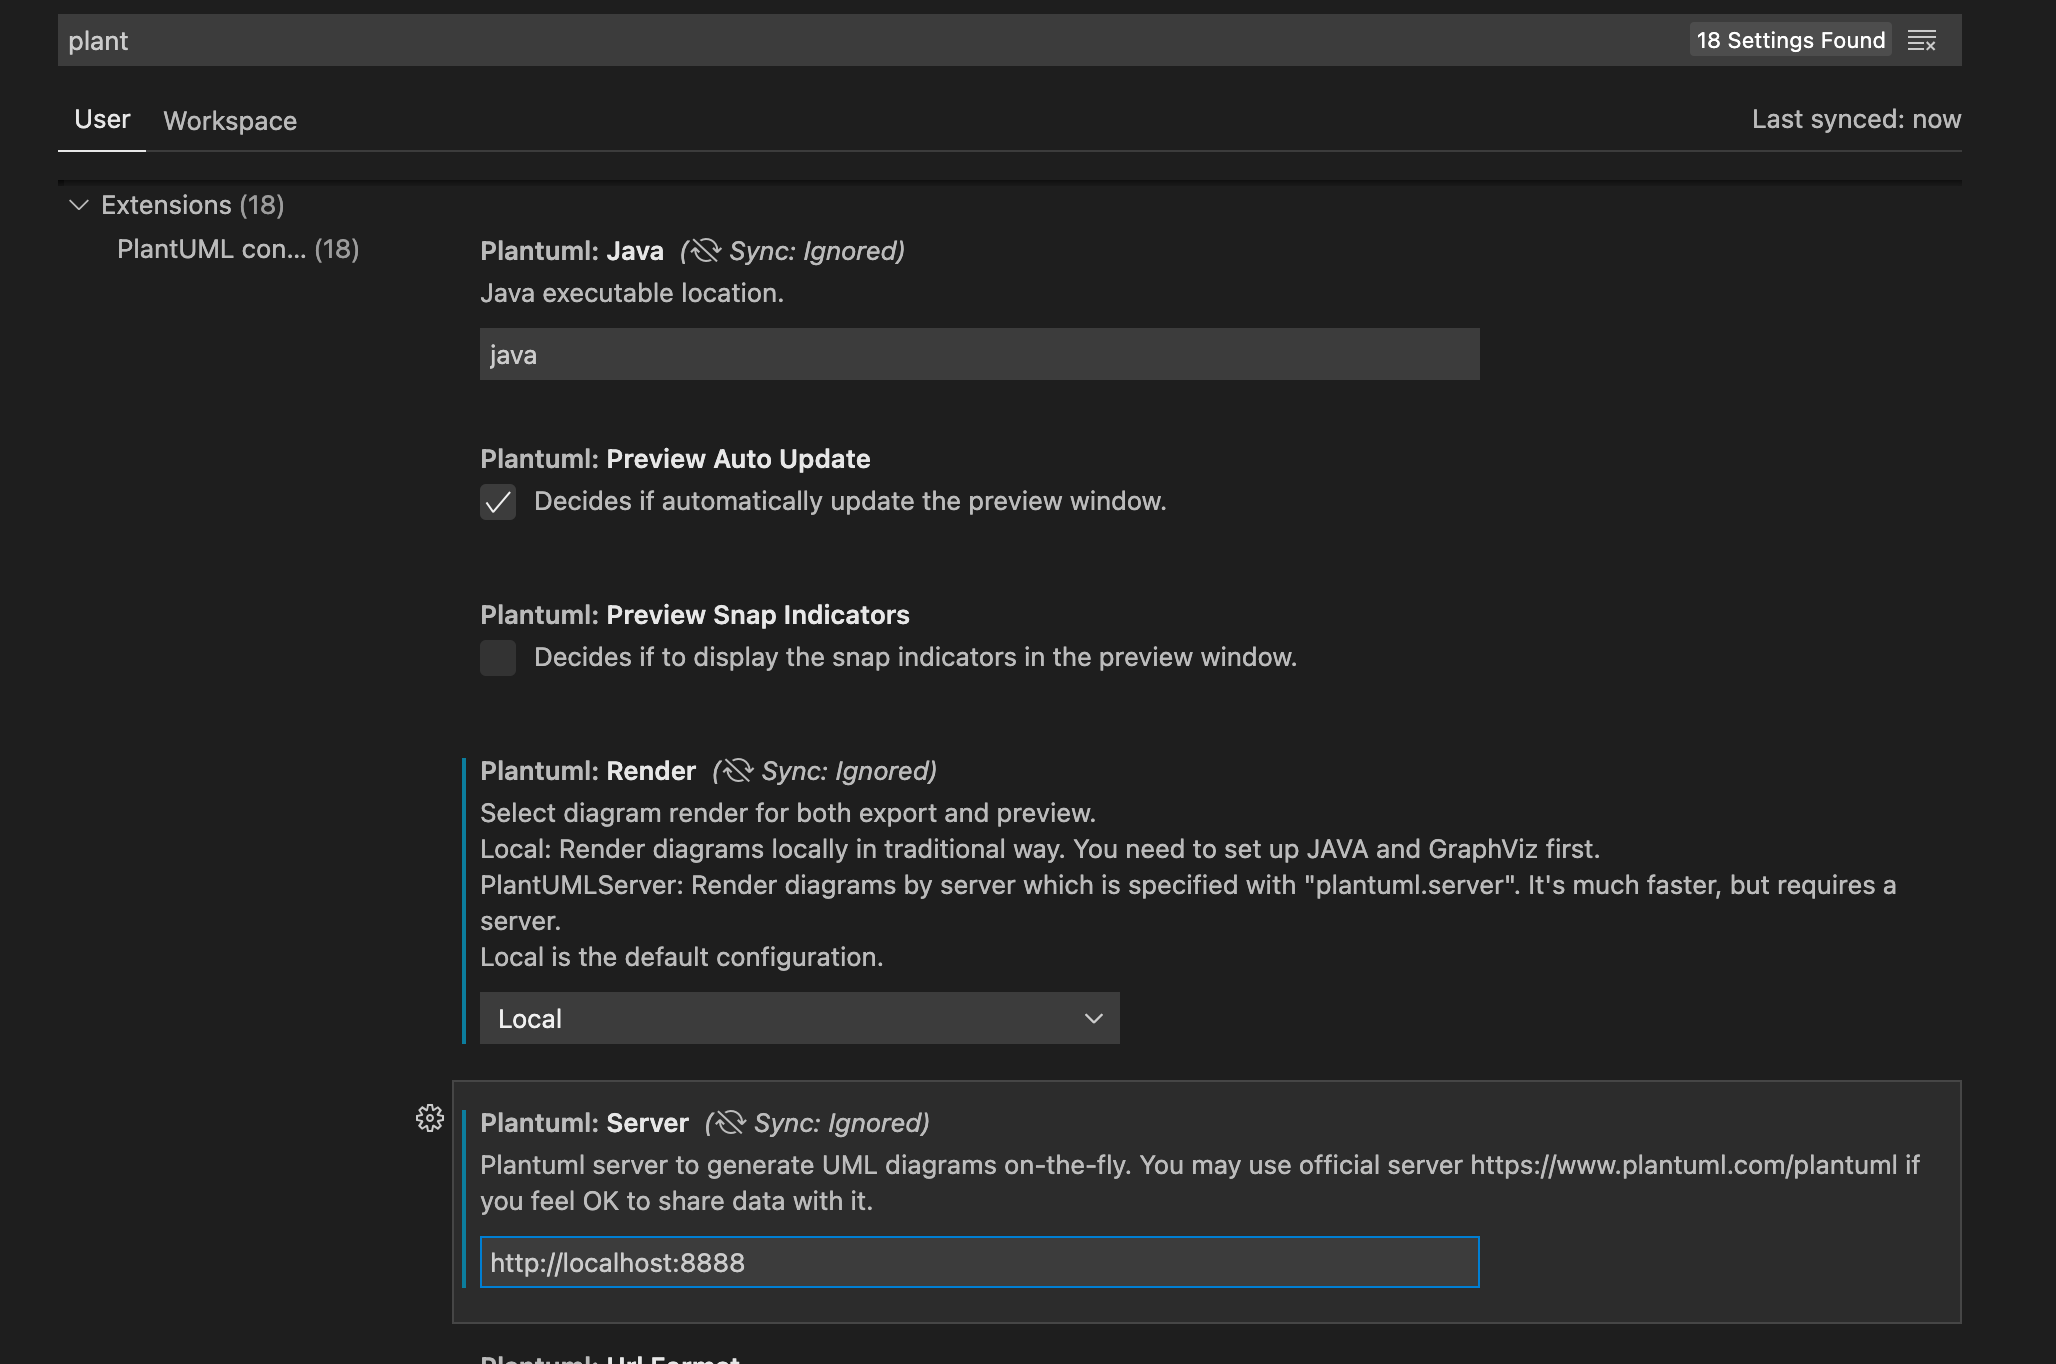 plant
18 Settings Found
User
Workspace
Last synced: now
Extensions (18)
PlantUML con... (18)
Plantuml: Java (Sync: Ignored)
Java executable location.
java
Plantuml: Preview Auto Update
Decides if automatically update the preview window.
Plantuml: Preview Snap Indicators
Decides if to display the snap indicators in the preview window.
Plantuml: Render (Sync: Ignored)
Select diagram render for both export and preview.
Local: Render diagrams locally in traditional way. You need to set up JAVA and GraphViz first.
PlantUMLServer: Render diagrams by server which is specified with "plantuml.server". It's much faster, but requires a
server.
Local is the default configuration.
Local
Plantuml: Server (Sync: Ignored)
Plantuml server to generate UML diagrams on-the-fly. You may use official server https://www.plantuml.com/plantuml if
you feel OK to share data with it.
http://localhost:8888
Plantuml: Url Format